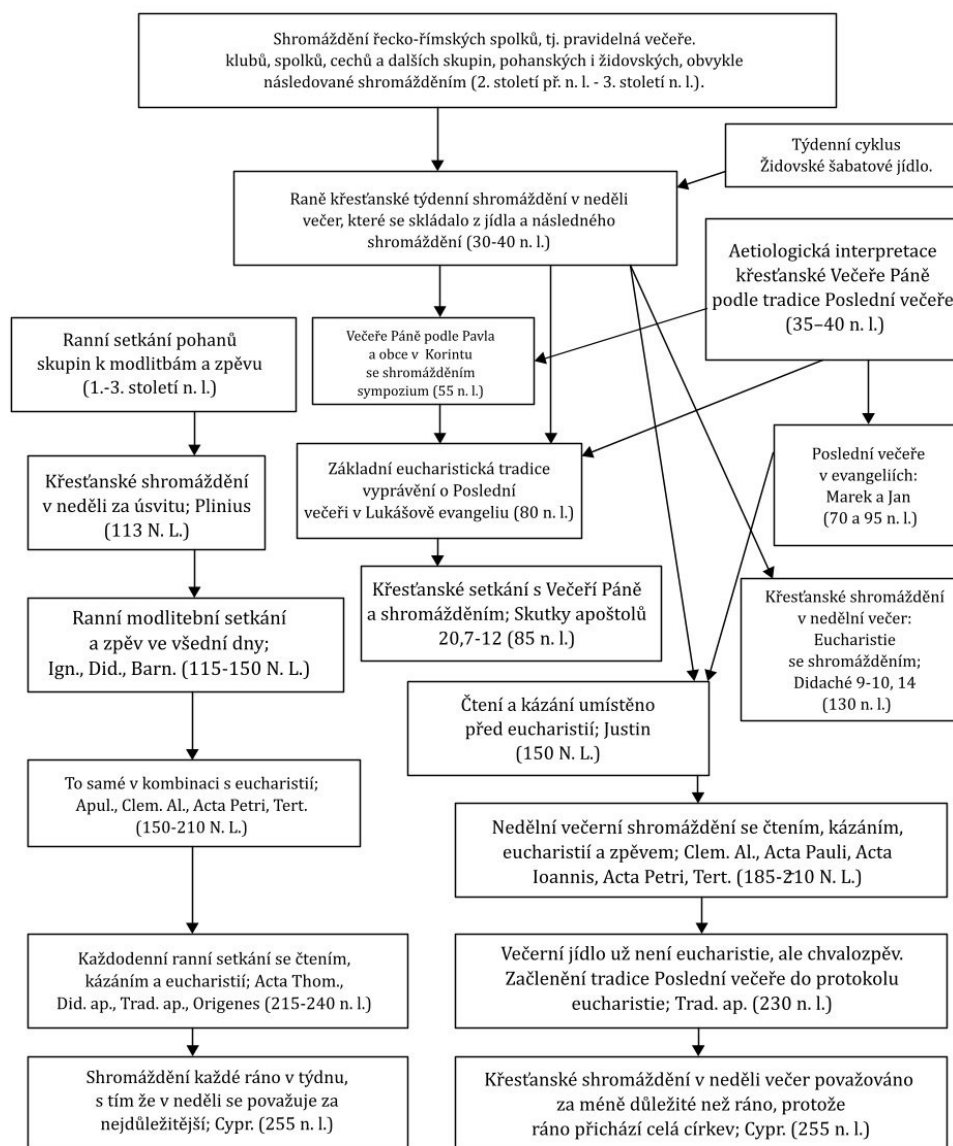 Shromáždění řecko-římských spolků, tj. pravidelná večeře.
klubů, spolků, cechů a dalších skupin, pohanských i židovských, obvykle
následované shromážděním (2. století př. n. l. - 3. století n. l.).
Týdenní cyklus
Židovské šabatové jídlo.
Raně křesťanské týdenní shromáždění v neděli
večer, které se skládalo z jídla a následného
shromáždění (30-40 n. l.)
Aetiologická interpretace
křesťanské Večeře Páně
podle tradice Poslední večeře
(35–40 n. l.)
Ranní setkání pohanů
skupin k modlitbám a zpěvu
(1.-3. století n. l.)
Večeře Páně podle Pavla
a obce v Korintu
se shromážděním
sympozium (55 n. l.)
Základní eucharistická tradice
vyprávění o Poslední
večeři v Lukášově evangeliu (80 n. l.)
Poslední večeře
v evangeliích:
Marek a Jan
(70 a 95 n. l.)
Křesťanské shromáždění
v neděli za úsvitu; Plinius
(113 N. L.)
Křesťanské setkání s Večeří Páně
a shromážděním; Skutky apoštolů
20,7-12 (85 n. l.)
Křesťanské shromáždění
v nedělní večer:
Eucharistie
se shromážděním;
Didaché 9-10, 14
(130 n. l.)
Ranní modlitební setkání
a zpěv ve všední dny;
Ign., Did., Barn. (115-150 N. L.)
Čtení a kázání umístěno
před eucharistií; Justin
(150 N. L.)
To samé v kombinaci s eucharistií;
Apul., Clem. Al., Acta Petri, Tert.
(150-210 N. L.)
Nedělní večerní shromáždění se čtením, kázáním,
eucharistií a zpěvem; Clem. Al., Acta Pauli, Acta
Ioannis, Acta Petri, Tert. (185-210 N. L.)
Každodenní ranní setkání se čtením,
kázáním a eucharistií; Acta Thom.,
Did. ap., Trad. ap., Origenes (215-240 n. l.)
Večerní jídlo už není eucharistie, ale chvalozpěv.
Začlenění tradice Poslední večeře do protokolu
eucharistie; Trad. ap. (230 n. l.)
Shromáždění každé ráno v týdnu,
s tím že v neděli se považuje za
nejdůležitější; Cypr. (255 n. l.)
Křesťanské shromáždění v neděli večer považováno
za méně důležité než ráno, protože
ráno přichází celá církev; Cypr. (255 n. l.)